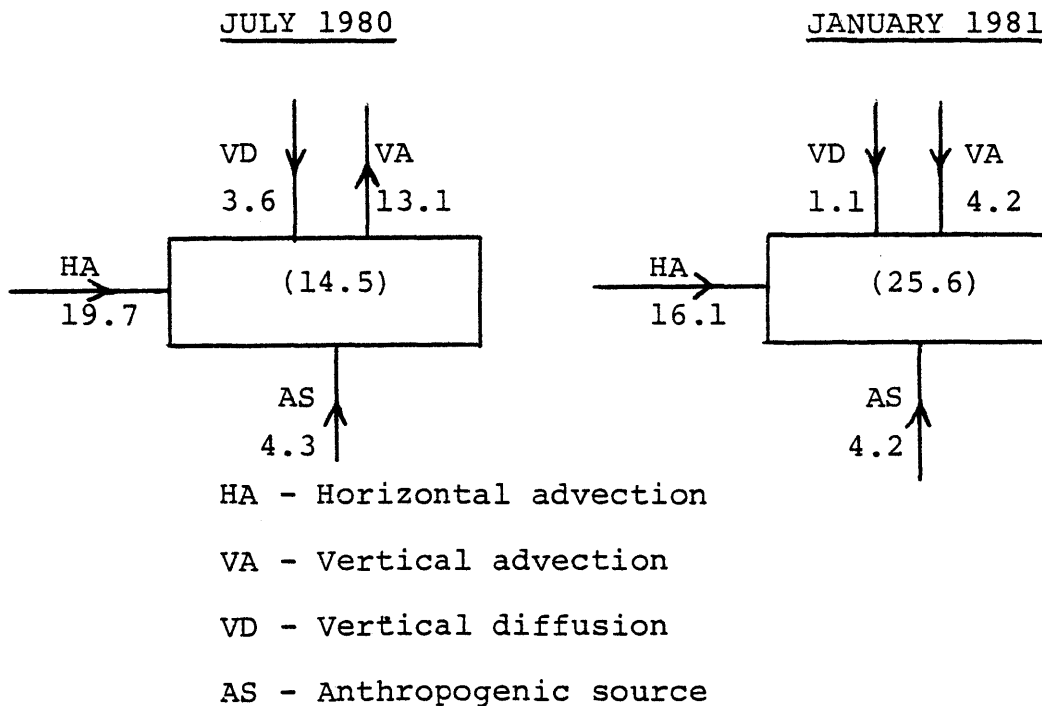 JULY 1980
JANUARY 1981
VD
3.6
VA
13.1
HA
19.7
(14.5)
AS
4.3
VD
1.1
VA
4.2
HA
16.1
(25.6)
AS
4.2
HA - Horizontal advection
VA - Vertical advection
VD - Vertical diffusion
AS - Anthropogenic source